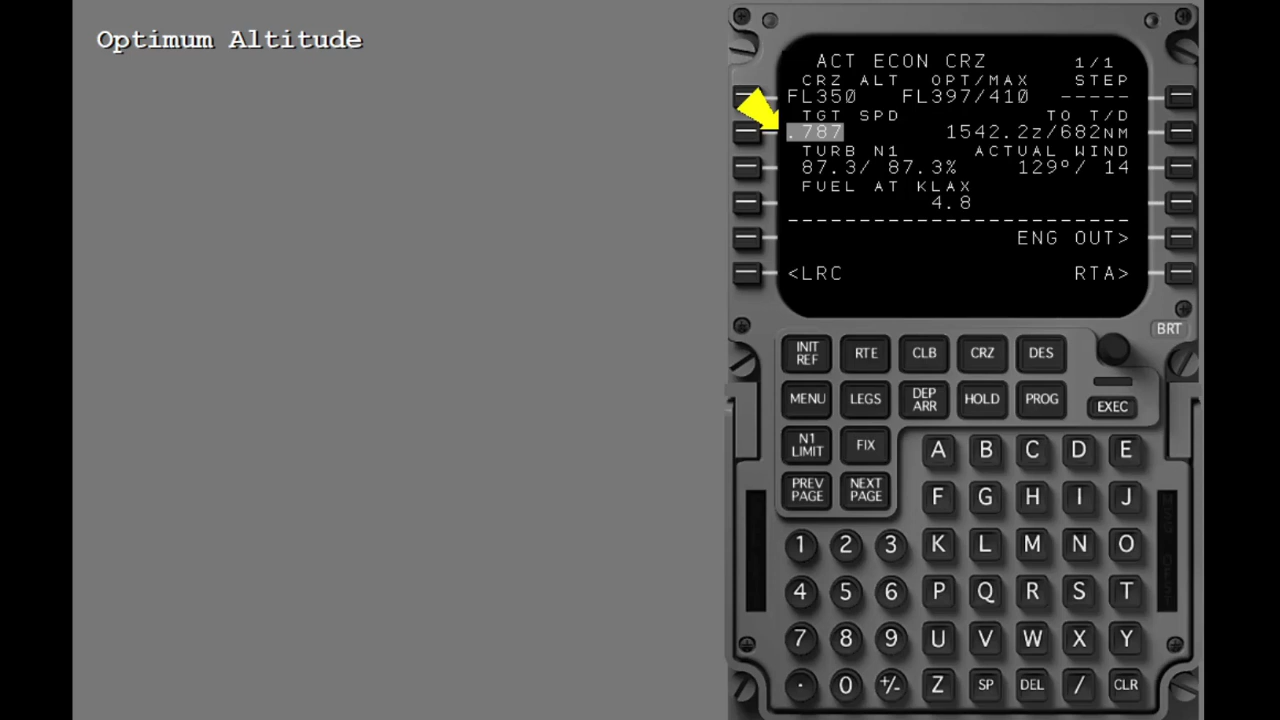 Optimum Altitude
ACT ECON CRZ 1/1
CRZ ALT OPT/MAX STEP
FL350 FL397/410 -----
TGT SPD TO T/D
.787 1542.2z/682NM
TURB N1 ACTUAL WIND
87.3/ 87.3% 129°/ 14
FUEL AT KLAX
4.8
------------------------
ENG OUT>
<LRC RTA>
BRT
INIT REF RTE CLB CRZ DES
MENU LEGS DEP ARR HOLD PROG EXEC
N1 LIMIT FIX
A B C D E
PREV PAGE NEXT PAGE
F G H I J
1 2 3 K L M N O
4 5 6 P Q R S T
7 8 9 U V W X Y
. 0 +/- Z SP DEL / CLR